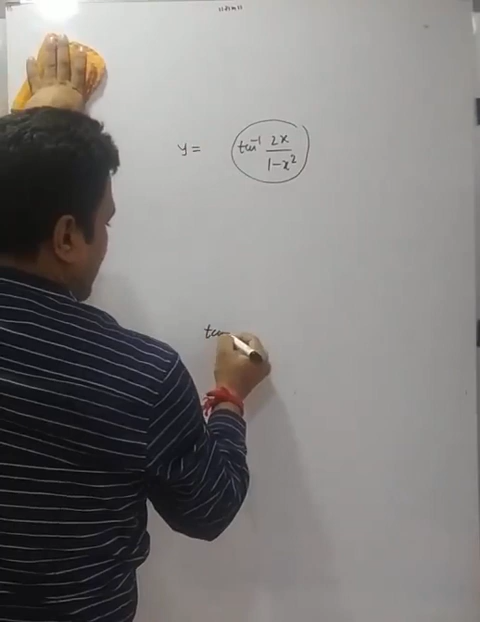 y = tan⁻¹ 2x / 1-x²
tan